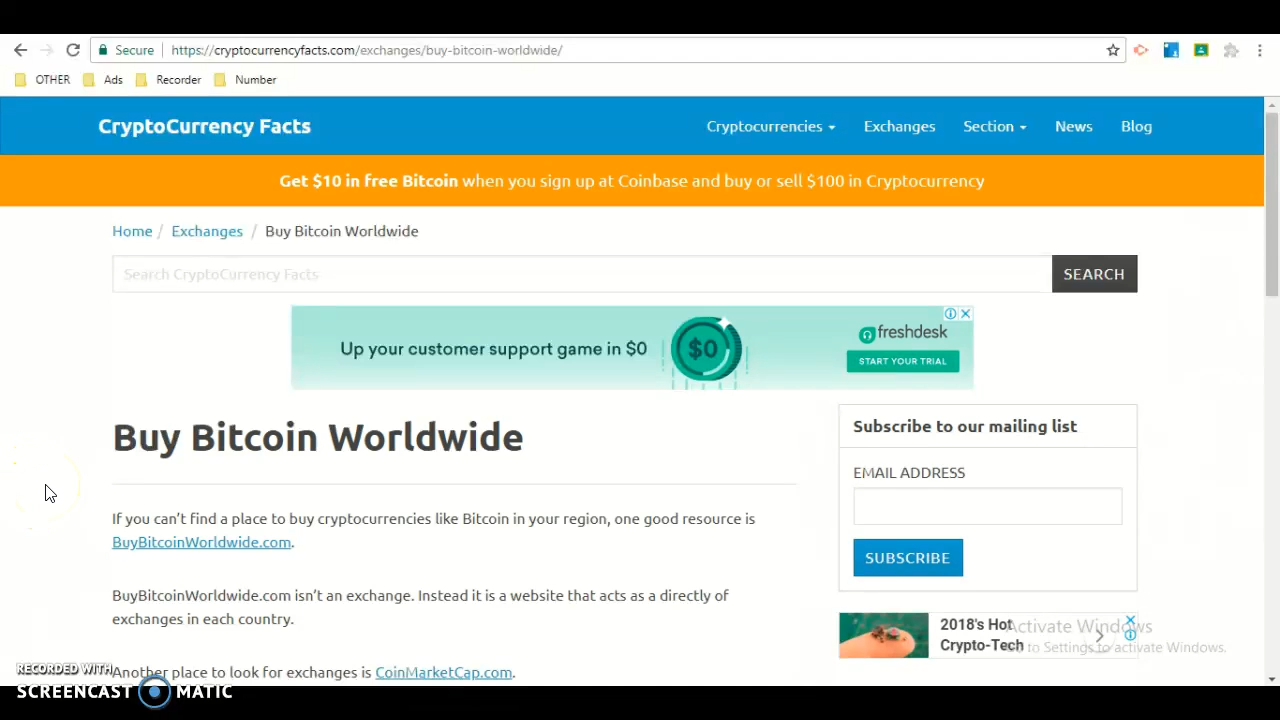 Secure https://cryptocurrencyfacts.com/exchanges/buy-bitcoin-worldwide/
OTHER Ads Recorder Number
CryptoCurrency Facts Cryptocurrencies Exchanges Section News Blog
Get $10 in free Bitcoin when you sign up at Coinbase and buy or sell $100 in Cryptocurrency
Home / Exchanges / Buy Bitcoin Worldwide
Search CryptoCurrency Facts SEARCH
Up your customer support game in $0 $0 freshdesk
START YOUR TRIAL
Buy Bitcoin Worldwide
If you can't find a place to buy cryptocurrencies like Bitcoin in your region, one good resource is
BuyBitcoinWorldwide.com.
BuyBitcoinWorldwide.com isn't an exchange. Instead it is a website that acts as a directly of
exchanges in each country.
Another place to look for exchanges is CoinMarketCap.com.
Subscribe to our mailing list
EMAIL ADDRESS
SUBSCRIBE
2018's Hot
Crypto-Tech
Activate Windows
Go to Settings to activate Windows.
RECORDED WITH
SCREENCAST MATIC